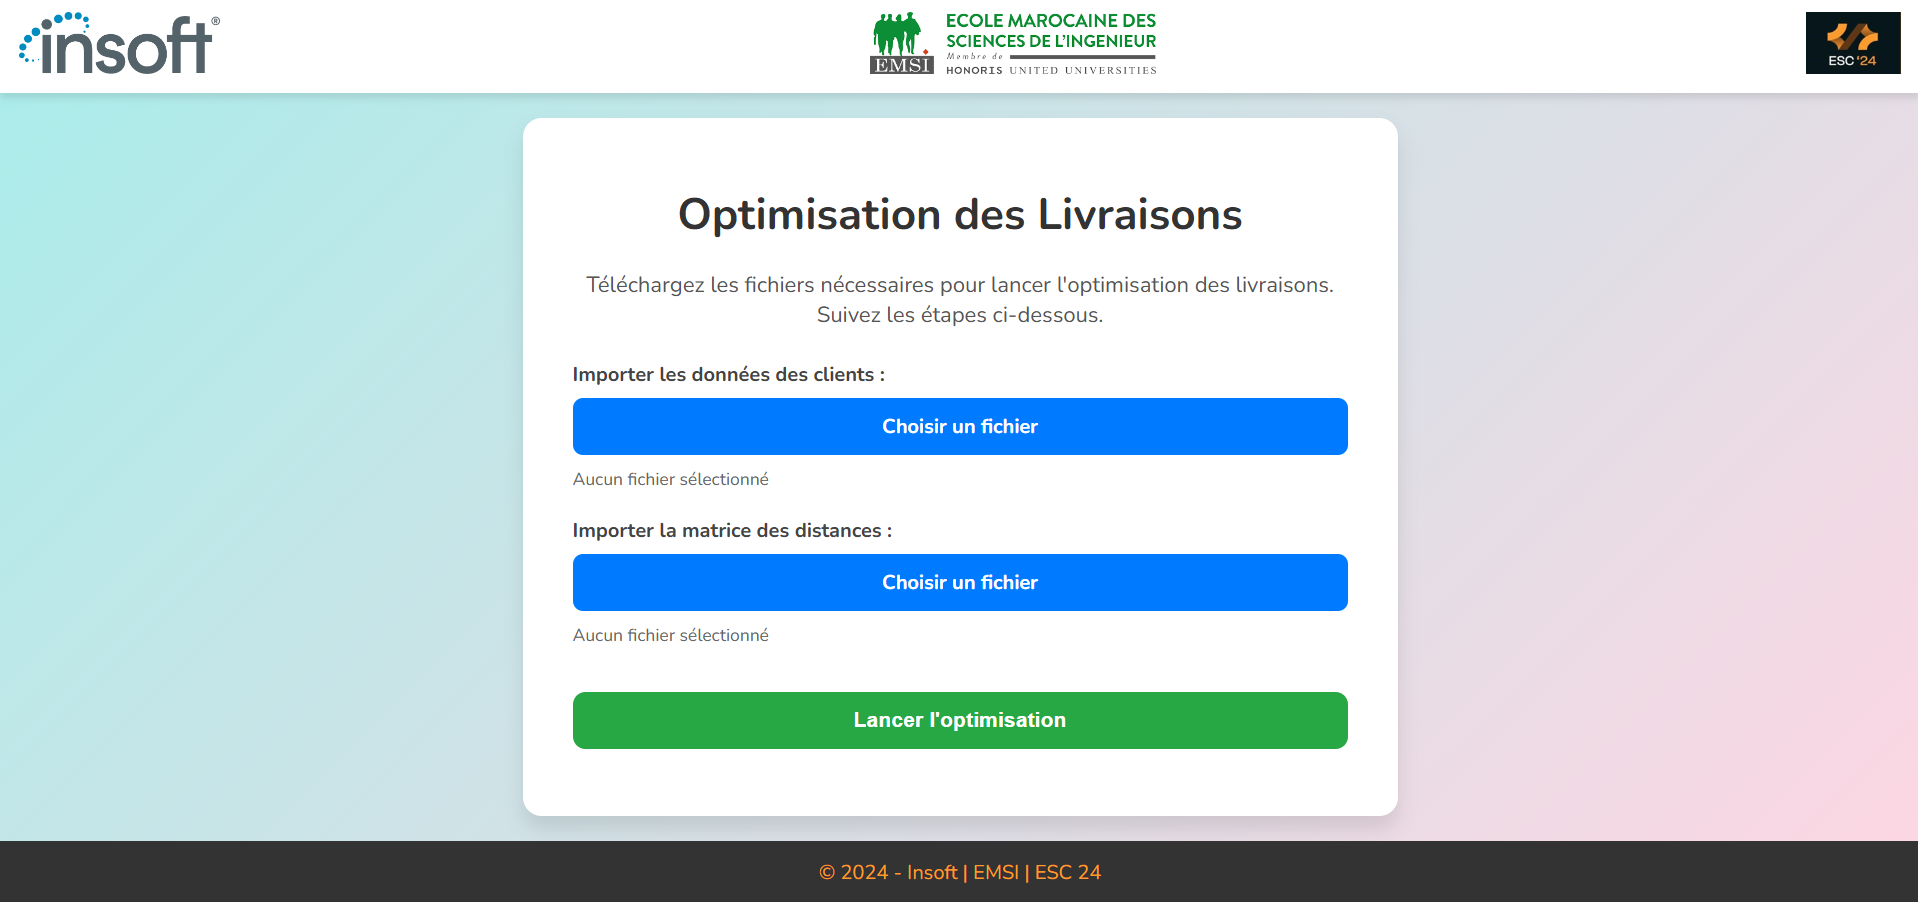 insoft®
ECOLE MAROCAINE DES
SCIENCES DE L'INGENIEUR
Membre de
EMSI
HONORIS UNITED UNIVERSITIES
ESC '24
Optimisation des Livraisons
Téléchargez les fichiers nécessaires pour lancer l'optimisation des livraisons.
Suivez les étapes ci-dessous.
Importer les données des clients :
Choisir un fichier
Aucun fichier sélectionné
Importer la matrice des distances :
Choisir un fichier
Aucun fichier sélectionné
Lancer l'optimisation
© 2024 - Insoft | EMSI | ESC 24